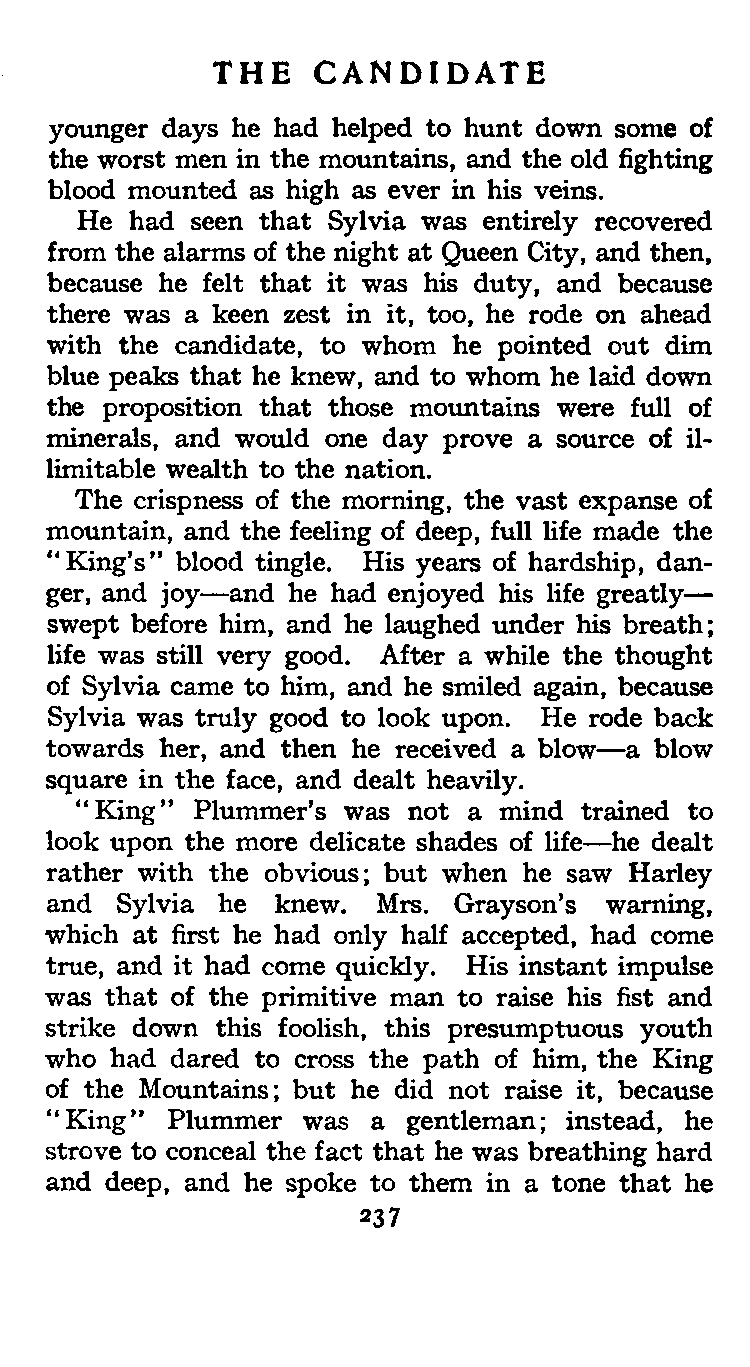 THE CANDIDATE
younger days he had helped to hunt down some of
the worst men in the mountains, and the old fighting
blood mounted as high as ever in his veins.
He had seen that Sylvia was entirely recovered
from the alarms of the night at Queen City, and then,
because he felt that it was his duty, and because
there was a keen zest in it, too, he rode on ahead
with the candidate, to whom he pointed out dim
blue peaks that he knew, and to whom he laid down
the proposition that those mountains were full of
minerals, and would one day prove a source of il-
limitable wealth to the nation.
The crispness of the morning, the vast expanse of
mountain, and the feeling of deep, full life made the
"King's" blood tingle. His years of hardship, dan-
ger, and joy—and he had enjoyed his life greatly—
swept before him, and he laughed under his breath;
life was still very good. After a while the thought
of Sylvia came to him, and he smiled again, because
Sylvia was truly good to look upon. He rode back
towards her, and then he received a blow—a blow
square in the face, and dealt heavily.
"King" Plummer's was not a mind trained to
look upon the more delicate shades of life—he dealt
rather with the obvious; but when he saw Harley
and Sylvia he knew. Mrs. Grayson's warning,
which at first he had only half accepted, had come
true, and it had come quickly. His instant impulse
was that of the primitive man to raise his fist and
strike down this foolish, this presumptuous youth
who had dared to cross the path of him, the King
of the Mountains; but he did not raise it, because
"King" Plummer was a gentleman; instead, he
strove to conceal the fact that he was breathing hard
and deep, and he spoke to them in a tone that he
237